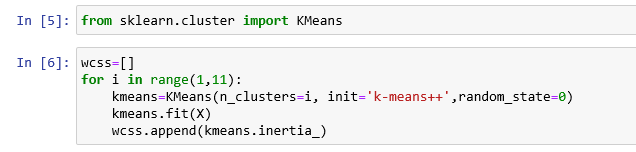 In [5]: from sklearn.cluster import KMeans
In [6]: wcss=[]
for i in range(1,11):
    kmeans=KMeans(n_clusters=i, init='k-means++',random_state=0)
    kmeans.fit(X)
    wcss.append(kmeans.inertia_)